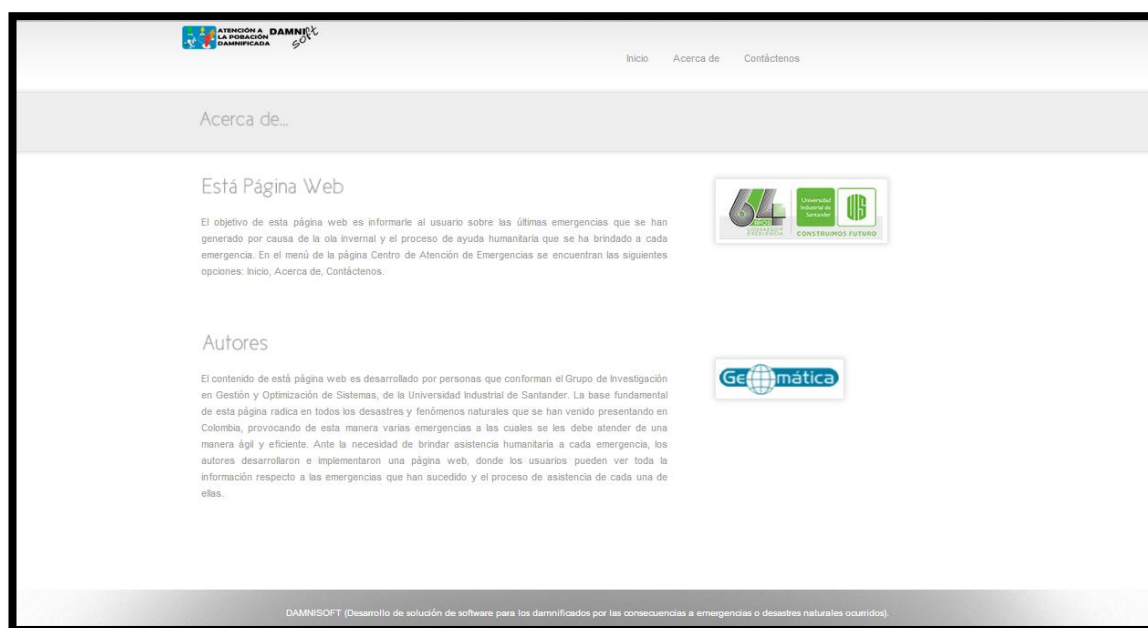 ATENCIÓN A
LA POBACIÓN
DAMNIFICADA
DAMNISoft
Inicio Acerca de Contáctenos
Acerca de...
Está Página Web
El objetivo de esta página web es informarle al usuario sobre las últimas emergencias que se han
generado por causa de la ola invernal y el proceso de ayuda humanitaria que se ha brindado a cada
emergencia. En el menú de la página Centro de Atención de Emergencias se encuentran las siguientes
opciones: Inicio, Acerca de, Contáctenos.
64
AÑOS
LIDERAZGO Y
EXCELENCIA
Universidad
Industrial de
Santander
UIS
CONSTRUIMOS FUTURO
Autores
El contenido de está página web es desarrollado por personas que conforman el Grupo de Investigación
en Gestión y Optimización de Sistemas, de la Universidad Industrial de Santander. La base fundamental
de esta página radica en todos los desastres y fenómenos naturales que se han venido presentando en
Colombia, provocando de esta manera varias emergencias a las cuales se les debe atender de una
manera ágil y eficiente. Ante la necesidad de brindar asistencia humanitaria a cada emergencia, los
autores desarrollaron e implementaron una página web, donde los usuarios pueden ver toda la
información respecto a las emergencias que han sucedido y el proceso de asistencia de cada una de
ellas.
Geomática
DAMNISOFT (Desarrollo de solución de software para los damnificados por las consecuencias a emergencias o desastres naturales ocurridos).